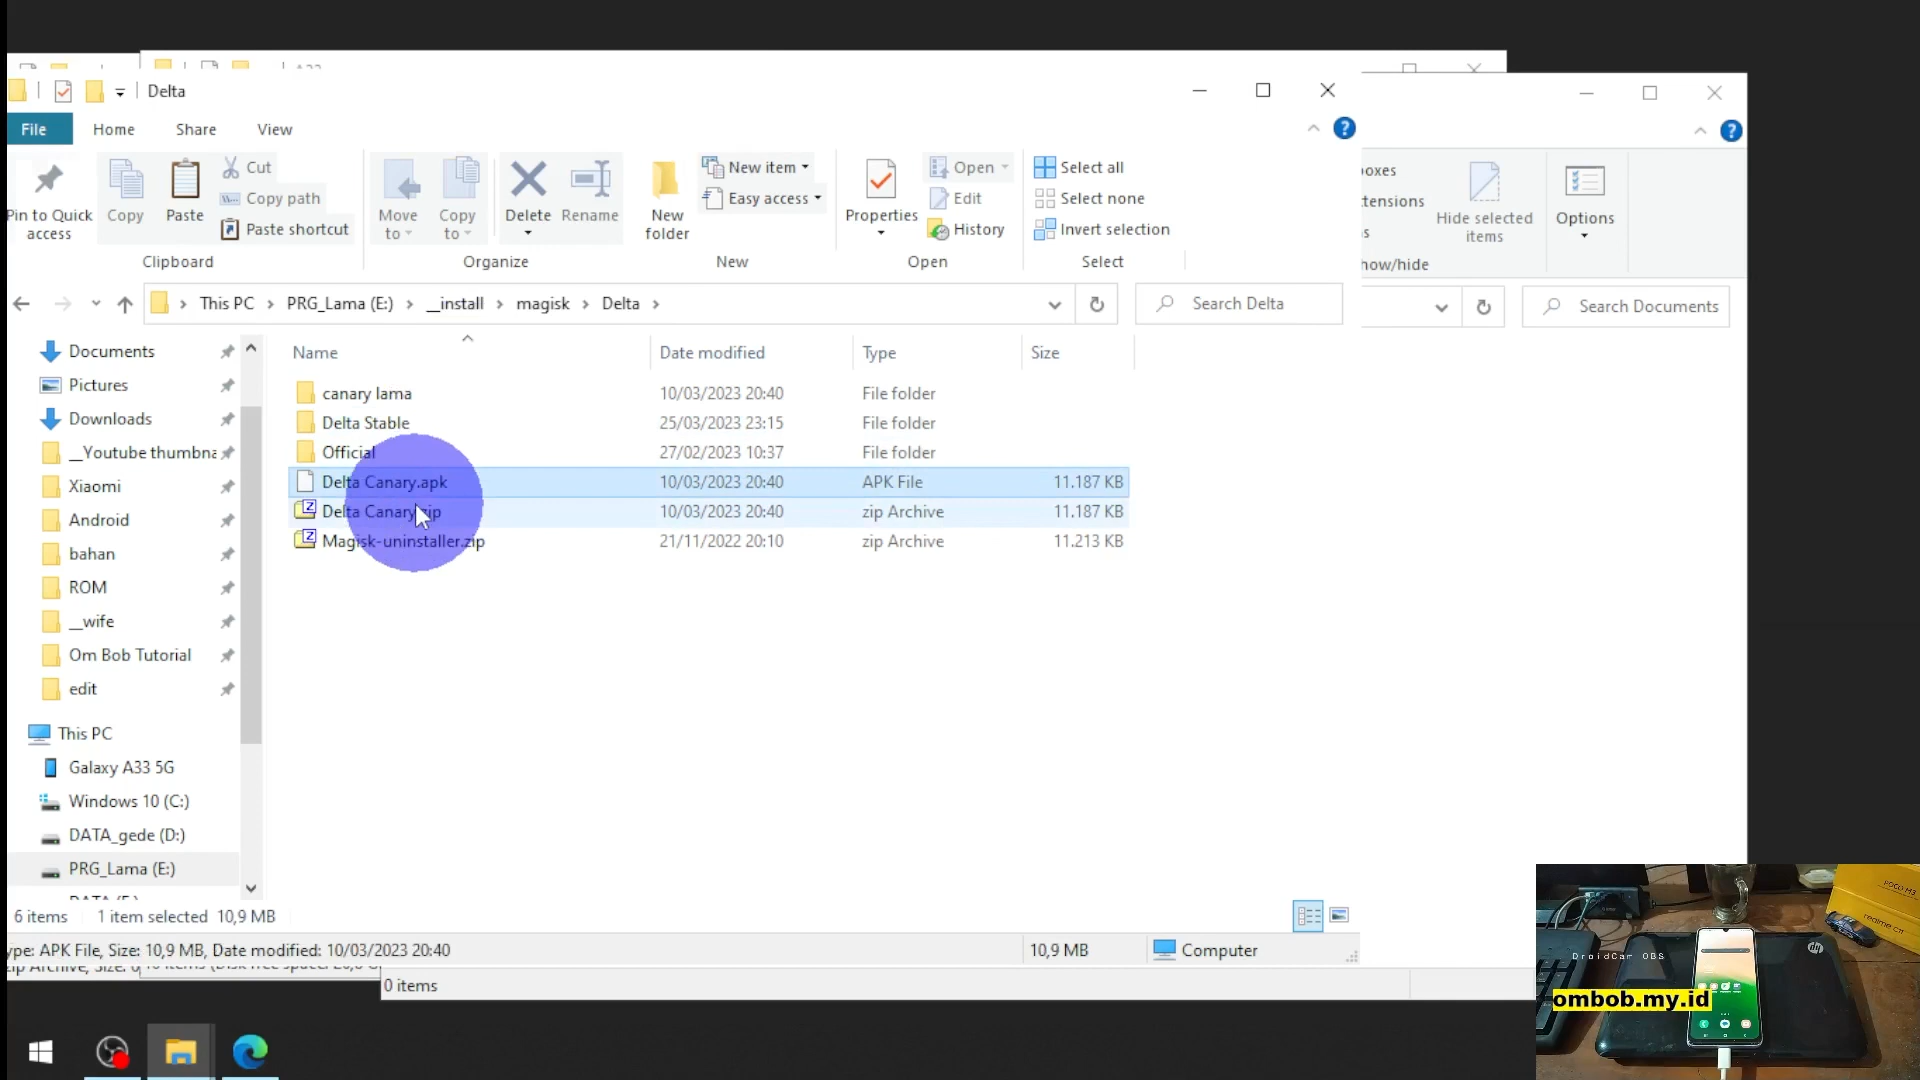 Delta
File Home Share View
Pin to Quick access
Copy
Paste
Cut
Copy path
Paste shortcut
Clipboard
Move to
Copy to
Delete
Rename
Organize
New folder
New item
Easy access
New
Properties
Open
Edit
History
Open
Select all
Select none
Invert selection
Select
Hide selected items
Options
This PC > PRG_Lama (E:) > __install > magisk > Delta >
Search Delta
Search Documents
Name Date modified Type Size
canary lama 10/03/2023 20:40 File folder
Delta Stable 25/03/2023 23:15 File folder
Official 27/02/2023 10:37 File folder
Delta Canary.apk 10/03/2023 20:40 APK File 11.187 KB
Delta Canary.zip 10/03/2023 20:40 zip Archive 11.187 KB
Magisk-uninstaller.zip 21/11/2022 20:10 zip Archive 11.213 KB
Documents
Pictures
Downloads
__Youtube thumbna
Xiaomi
Android
bahan
ROM
__wife
Om Bob Tutorial
edit
This PC
Galaxy A33 5G
Windows 10 (C:)
DATA_gede (D:)
PRG_Lama (E:)
6 items 1 item selected 10,9 MB
ype: APK File, Size: 10,9 MB, Date modified: 10/03/2023 20:40
10,9 MB
Computer
0 items
DroidCar OBS
ombob.my.id
hp
POCO M3
realme C11